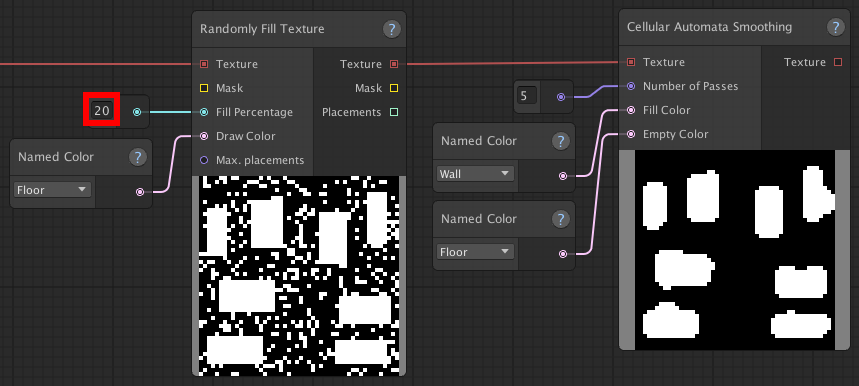 Randomly Fill Texture ?
Texture Texture
Mask Mask
20 Fill Percentage Placements
Draw Color
Max. placements
Named Color ?
Floor
Cellular Automata Smoothing ?
Texture Texture
5 Number of Passes
Fill Color
Empty Color
Named Color ?
Wall
Named Color ?
Floor